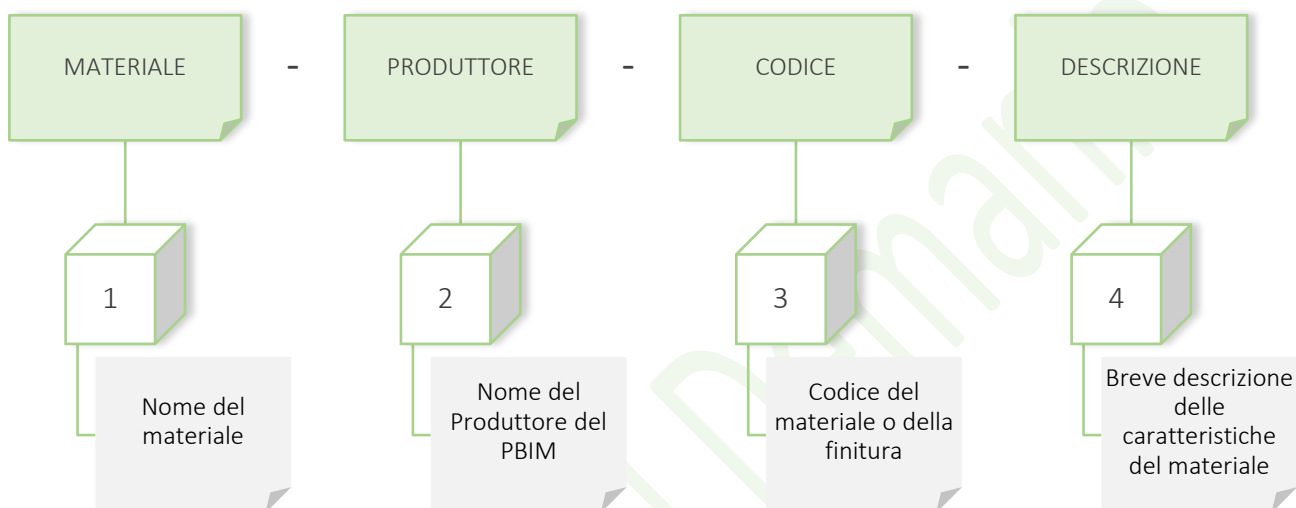 MATERIALE - PRODUTTORE - CODICE - DESCRIZIONE
1 2 3 4
Nome del
materiale
Nome del
Produttore del
PBIM
Codice del
materiale o della
finitura
Breve descrizione
delle
caratteristiche
del materiale